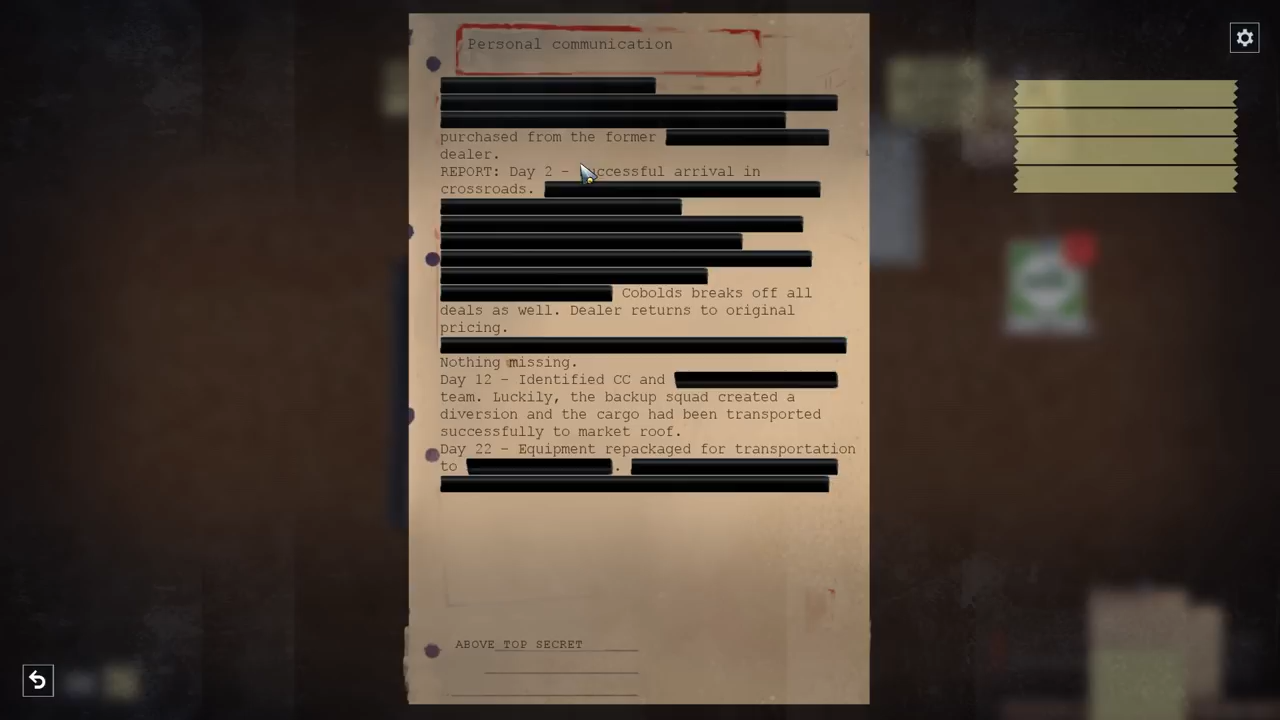 Personal communication
purchased from the former
dealer.
REPORT: Day 2 - ccessful arrival in
crossroads.
Cobolds breaks off all
deals as well. Dealer returns to original
pricing.
Nothing missing.
Day 12 - Identified CC and
team. Luckily, the backup squad created a
diversion and the cargo had been transported
successfully to market roof.
Day 22 - Equipment repackaged for transportation
to .
ABOVE TOP SECRET